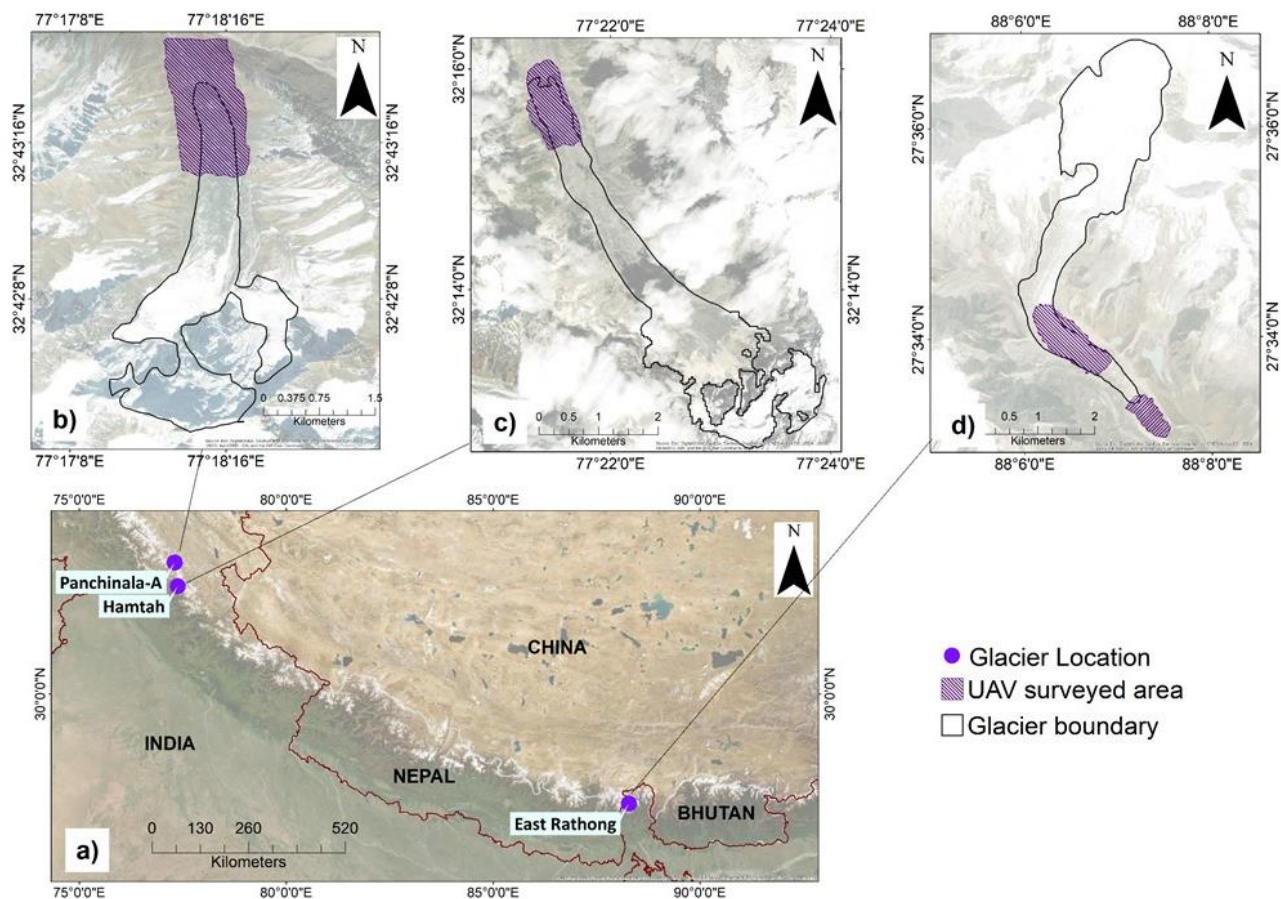 77°17'8"E 77°18'16"E
N
32°43'16"N
32°43'16"N
32°42'8"N
32°42'8"N
b)
0 0.375 0.75 1.5
Kilometers
77°17'8"E 77°18'16"E
77°22'0"E 77°24'0"E
N
32°16'0"N
32°16'0"N
32°14'0"N
32°14'0"N
0 0.5 1 2
Kilometers
c)
77°22'0"E 77°24'0"E
88°6'0"E 88°8'0"E
N
27°36'0"N
27°36'0"N
27°34'0"N
27°34'0"N
d)
0.5 1 2
Kilometers
88°6'0"E 88°8'0"E
75°0'0"E 80°0'0"E 85°0'0"E 90°0'0"E
N
Panchinala-A
Hamtah
CHINA
30°0'0"N
30°0'0"N
INDIA
NEPAL
East Rathong
BHUTAN
a)
0 130 260 520
Kilometers
75°0'0"E 80°0'0"E 85°0'0"E 90°0'0"E
Glacier Location
UAV surveyed area
Glacier boundary